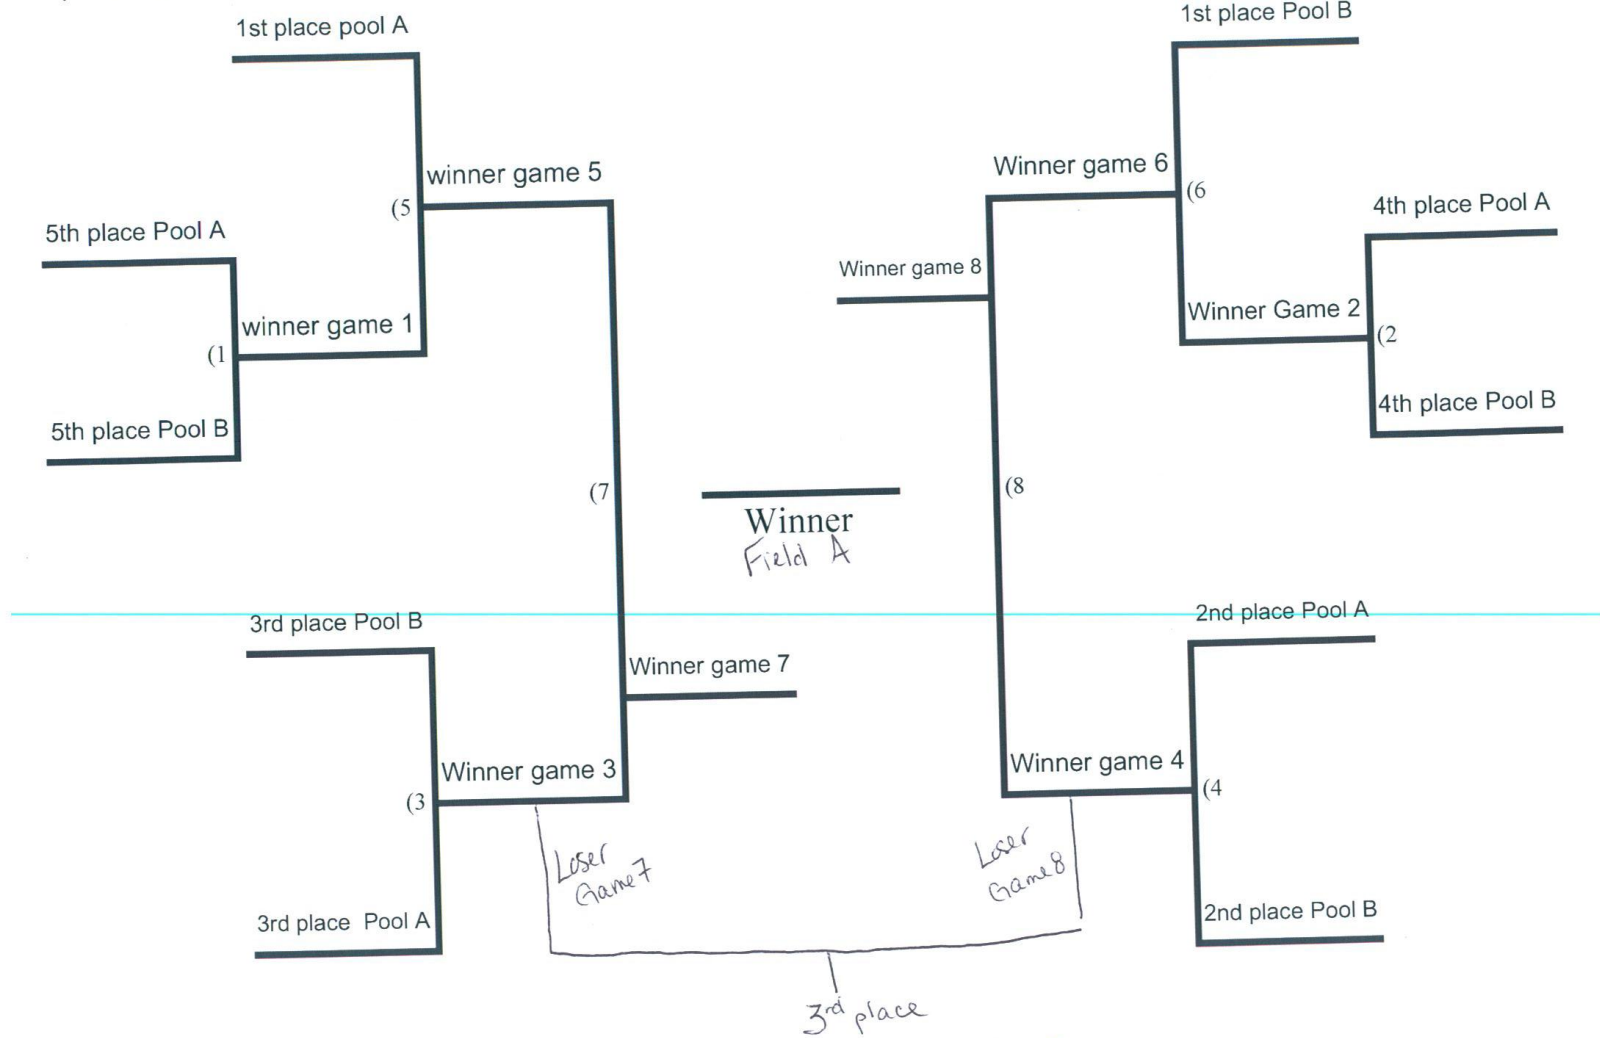 1st place pool A
1st place Pool B
winner game 5
Winner game 6
(5
(6
5th place Pool A
4th place Pool A
Winner game 8
winner game 1
Winner Game 2
(1
(2
5th place Pool B
4th place Pool B
(7
(8
Winner
Field A
3rd place Pool B
2nd place Pool A
Winner game 7
Winner game 3
Winner game 4
(3
(4
Loser
Game 7
Loser
Game 8
3rd place Pool A
2nd place Pool B
3rd place